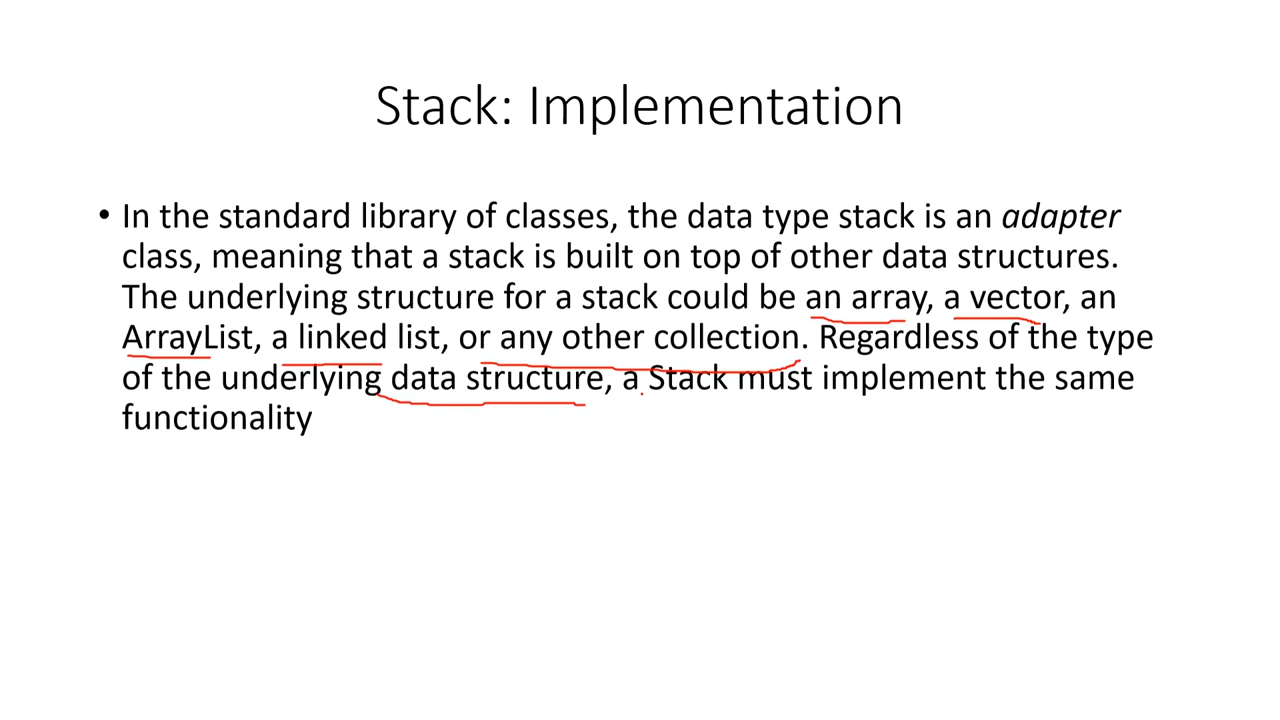 Stack: Implementation
• In the standard library of classes, the data type stack is an adapter
class, meaning that a stack is built on top of other data structures.
The underlying structure for a stack could be an array, a vector, an
ArrayList, a linked list, or any other collection. Regardless of the type
of the underlying data structure, a Stack must implement the same
functionality